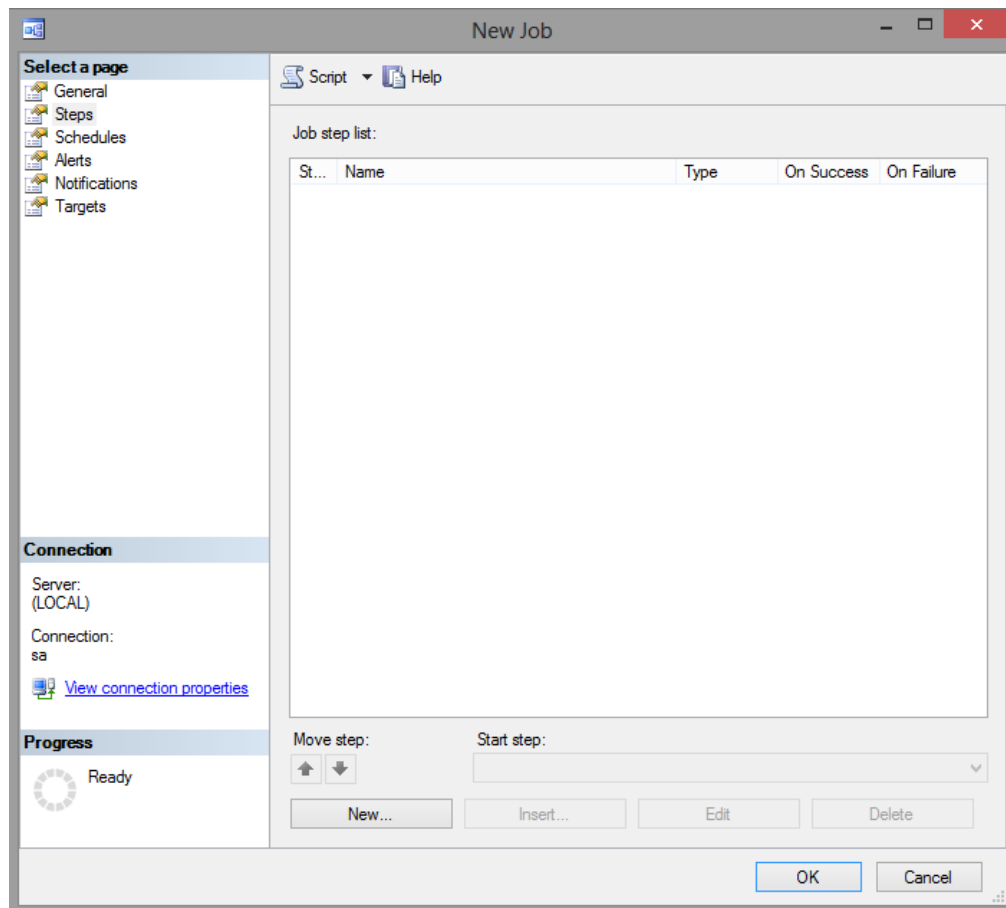 New Job
Select a page
General
Steps
Schedules
Alerts
Notifications
Targets
Connection
Server:
(LOCAL)
Connection:
sa
View connection properties
Progress
Ready
Script Help
Job step list:
St... Name Type On Success On Failure
Move step: Start step:
New... Insert... Edit Delete
OK Cancel